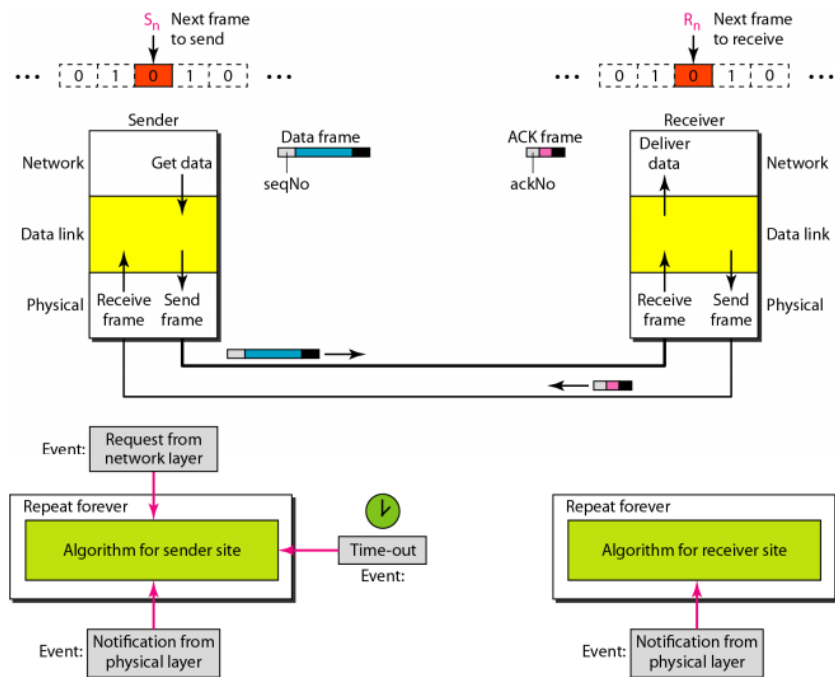 Sn Next frame
to send
Rn Next frame
to receive
••• 0 1 0 1 0 •••
••• 0 1 0 1 0 •••
Sender
Data frame
ACK frame
Receiver
Network
Get data
seqNo
ackNo
Deliver
data
Network
Data link
Data link
Physical
Receive
frame
Send
frame
Receive
frame
Send
frame
Physical
Event:
Request from
network layer
Repeat forever
Algorithm for sender site
Time-out
Event:
Repeat forever
Algorithm for receiver site
Event:
Notification from
physical layer
Event:
Notification from
physical layer